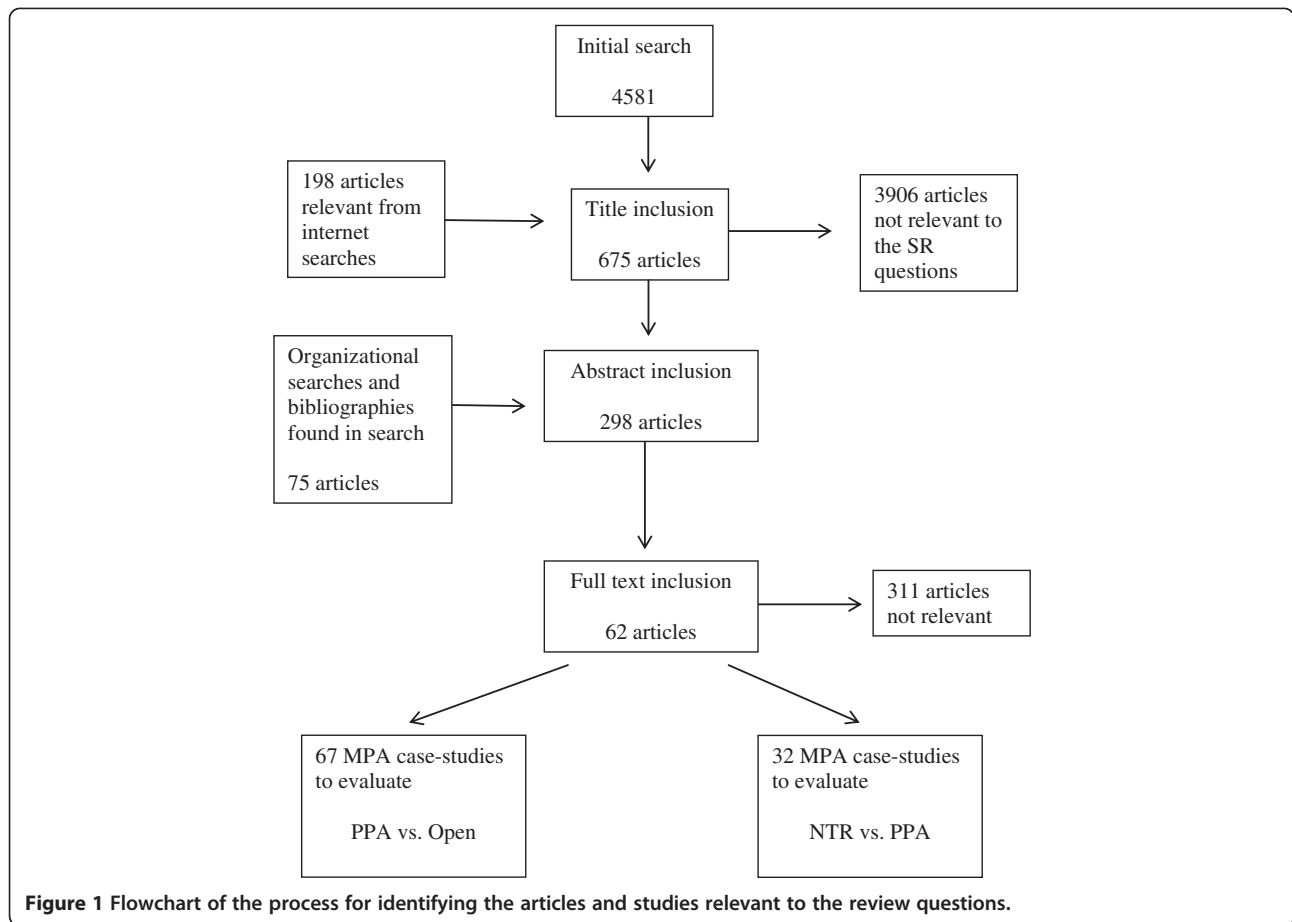 Initial search
4581
198 articles
relevant from
internet
searches
Title inclusion
675 articles
3906 articles
not relevant to
the SR
questions
Organizational
searches and
bibliographies
found in search
75 articles
Abstract inclusion
298 articles
Full text inclusion
62 articles
311 articles
not relevant
67 MPA case-studies
to evaluate
PPA vs. Open
32 MPA case-studies
to evaluate
NTR vs. PPA
Figure 1 Flowchart of the process for identifying the articles and studies relevant to the review questions.